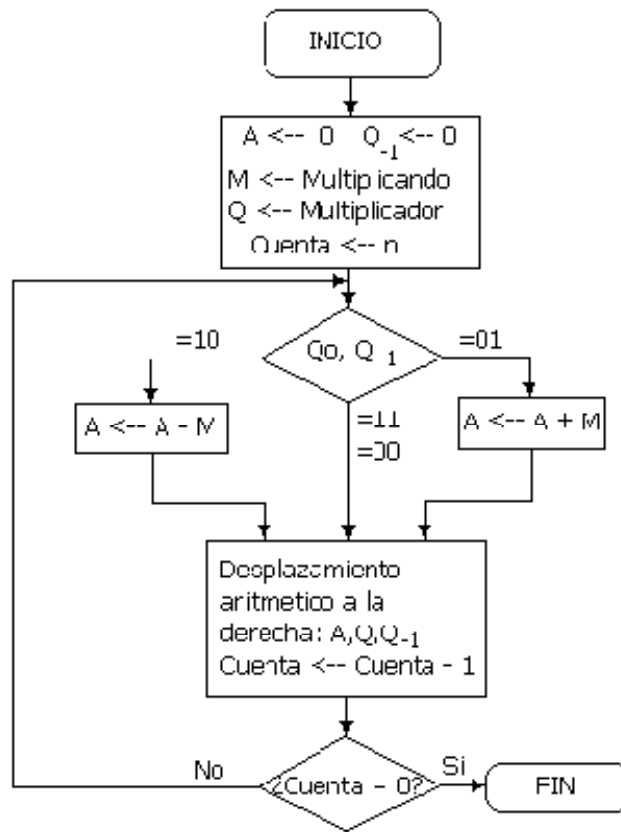 INICIO
A <-- 0 Q-1 <-- 0
M <-- Multiplicando
Q <-- Multiplicador
Cuenta <-- n
=10
Qo, Q 1
=01
A <-- A - M
=11
=00
A <-- A + M
Desplazamiento
aritmetico a la
derecha: A,Q,Q-1
Cuenta <-- Cuenta - 1
No
¿Cuenta - 0?
Si
FIN